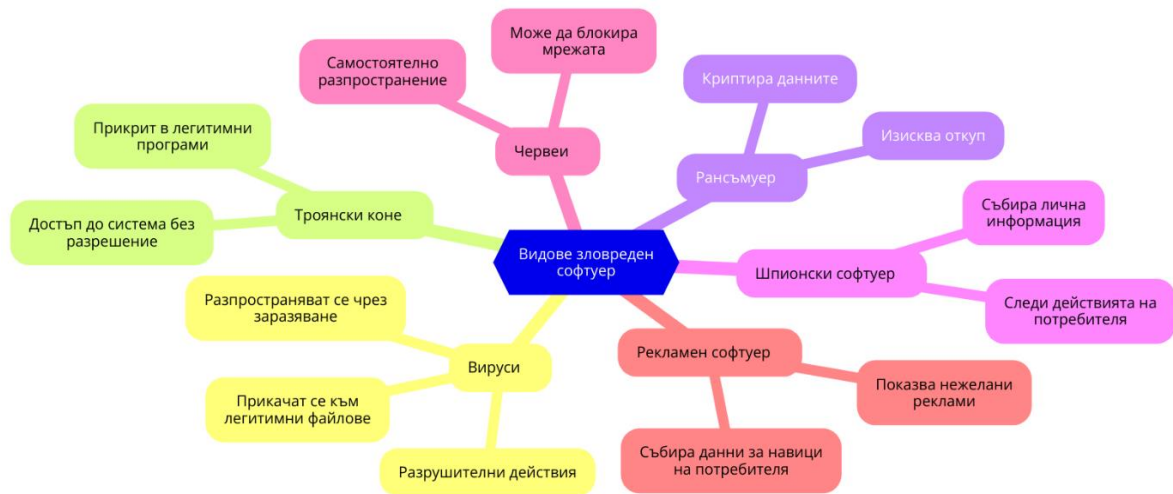 Видове зловреден
софтуер
Червеи
Самостоятелно
разпространение
Може да блокира
мрежата
Рансъмуер
Криптира данните
Изисква откуп
Шпионски софтуер
Събира лична
информация
Следи действията на
потребителя
Рекламен софтуер
Показва нежелани
реклами
Събира данни за навици
на потребителя
Вируси
Разпространяват се чрез
заразяване
Прикачат се към
легитимни файлове
Разрушителни действия
Троянски коне
Прикрит в легитимни
програми
Достъп до система без
разрешение